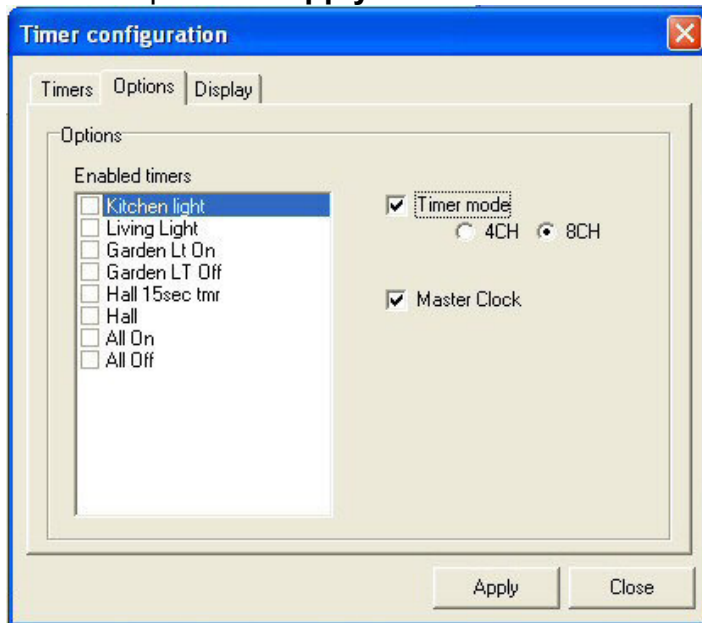 Apply
Timer configuration
Timers Options Display
Options
Enabled timers
Kitchen light
Living Light
Garden Lt On
Garden LT Off
Hall 15sec tmr
Hall
All On
All Off
Timer mode
4CH 8CH
Master Clock
Apply Close